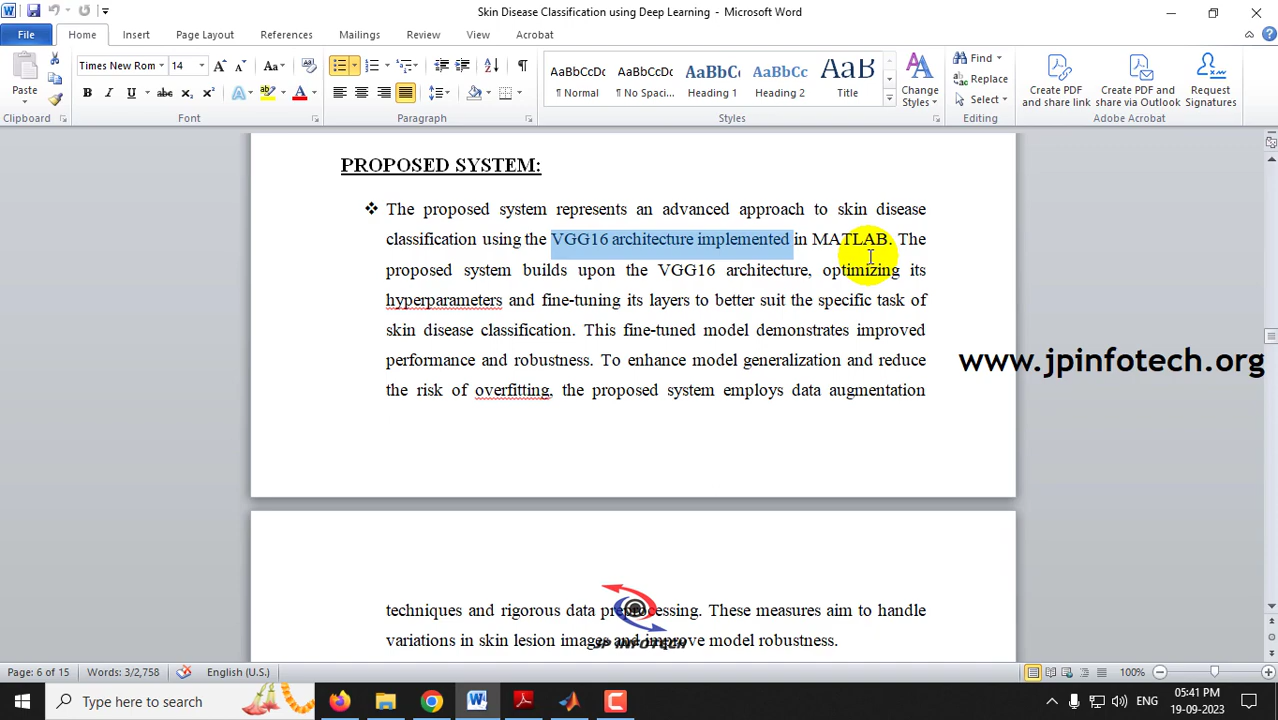 Skin Disease Classification using Deep Learning - Microsoft Word
File Home Insert Page Layout References Mailings Review View Acrobat
Times New Rom 14 Aa
Find
AaBbCcDc AaBbCcDc AaBbCc AaBbCc AaB
Replace
Paste
B I U abc x₂ x² A A
¶ Normal ¶ No Spaci... Heading 1 Heading 2 Title
Change Styles
Select
Create PDF and share link
Create PDF and share via Outlook
Request Signatures
Clipboard Font Paragraph Styles Editing Adobe Acrobat
PROPOSED SYSTEM:
❖ The proposed system represents an advanced approach to skin disease
classification using the VGG16 architecture implemented in MATLAB. The
proposed system builds upon the VGG16 architecture, optimizing its
hyperparameters and fine-tuning its layers to better suit the specific task of
skin disease classification. This fine-tuned model demonstrates improved
performance and robustness. To enhance model generalization and reduce
www.jpinfotech.org
the risk of overfitting, the proposed system employs data augmentation
techniques and rigorous data preprocessing. These measures aim to handle
variations in skin lesion images and improve model robustness.
JP INFOTECH
Page: 6 of 15 Words: 3/2,758 English (U.S.) 100%
Type here to search
ENG
05:41 PM
19-09-2023